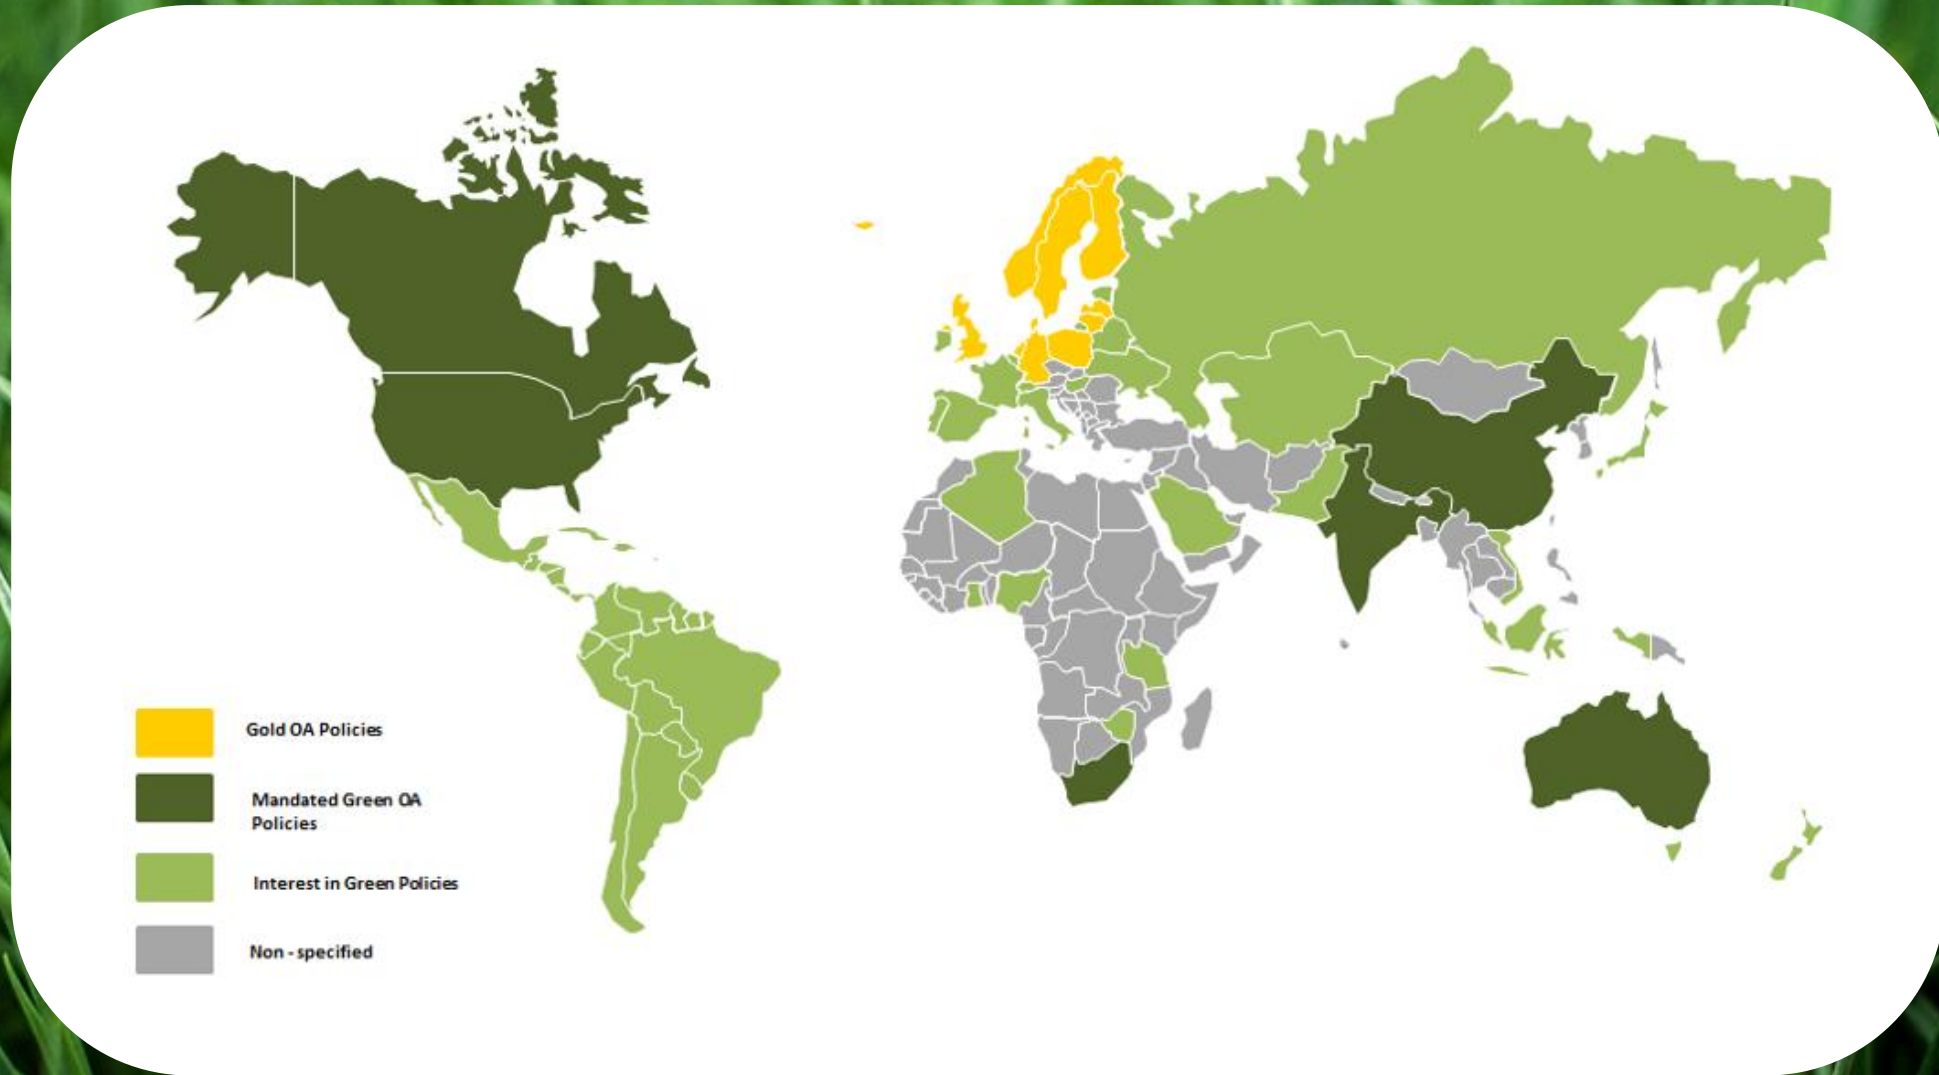 Gold OA Policies
Mandated Green OA
Policies
Interest in Green Policies
Non - specified